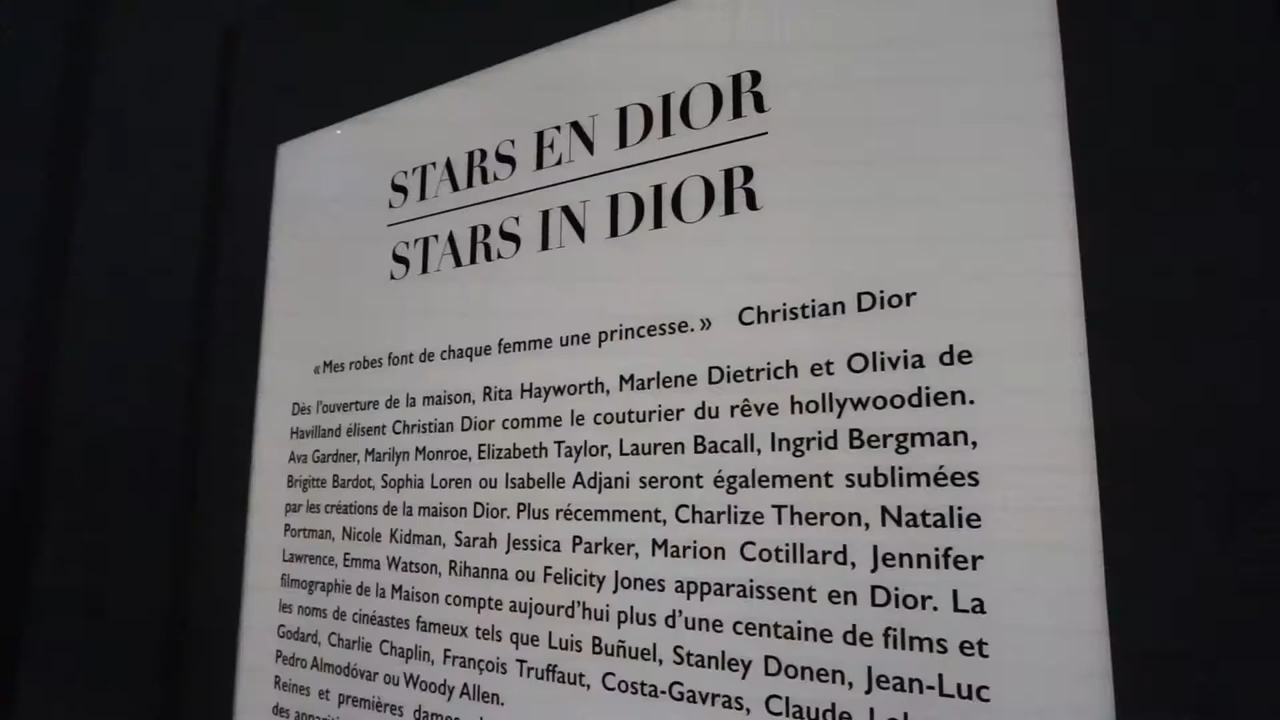 STARS EN DIOR
STARS IN DIOR
« Mes robes font de chaque femme une princesse. » Christian Dior
Dès l'ouverture de la maison, Rita Hayworth, Marlene Dietrich et Olivia de
Havilland élisent Christian Dior comme le couturier du rêve hollywoodien.
Ava Gardner, Marilyn Monroe, Elizabeth Taylor, Lauren Bacall, Ingrid Bergman,
Brigitte Bardot, Sophia Loren ou Isabelle Adjani seront également sublimées
par les créations de la maison Dior. Plus récemment, Charlize Theron, Natalie
Portman, Nicole Kidman, Sarah Jessica Parker, Marion Cotillard, Jennifer
Lawrence, Emma Watson, Rihanna ou Felicity Jones apparaissent en Dior. La
filmographie de la Maison compte aujourd'hui plus d'une centaine de films et
les noms de cinéastes fameux tels que Luis Buñuel, Stanley Donen, Jean-Luc
Godard, Charlie Chaplin, François Truffaut, Costa-Gavras, Claude
Pedro Almodóvar ou Woody Allen.
Reines et premières
des